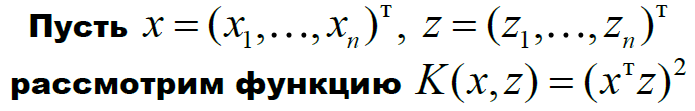 Пусть x = (x₁,…,xₙ)ᵀ, z = (z₁,…,zₙ)ᵀ
рассмотрим функцию K(x, z) = (xᵀz)²